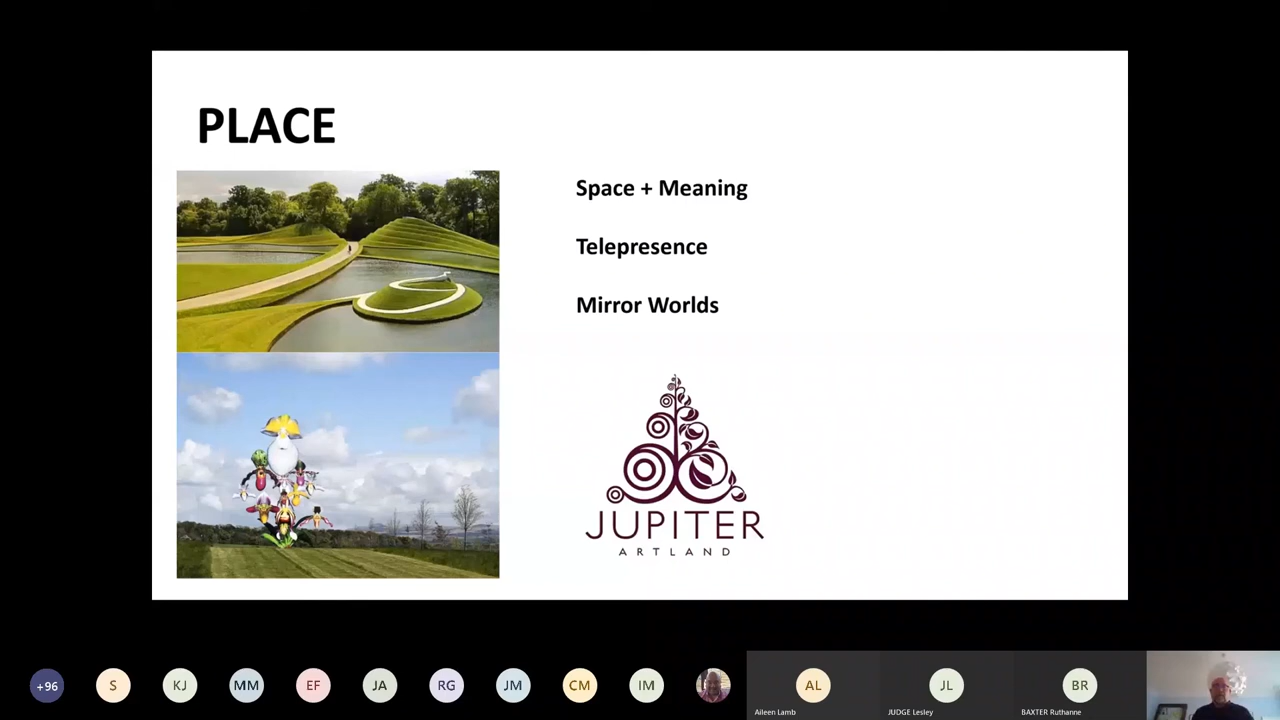 PLACE
Space + Meaning
Telepresence
Mirror Worlds
JUPITER
ARTLAND
+96
S
KJ
MM
EF
JA
RG
JM
CM
IM
AL
JL
BR
Aileen Lamb
JUDGE Lesley
BAXTER Ruthanne